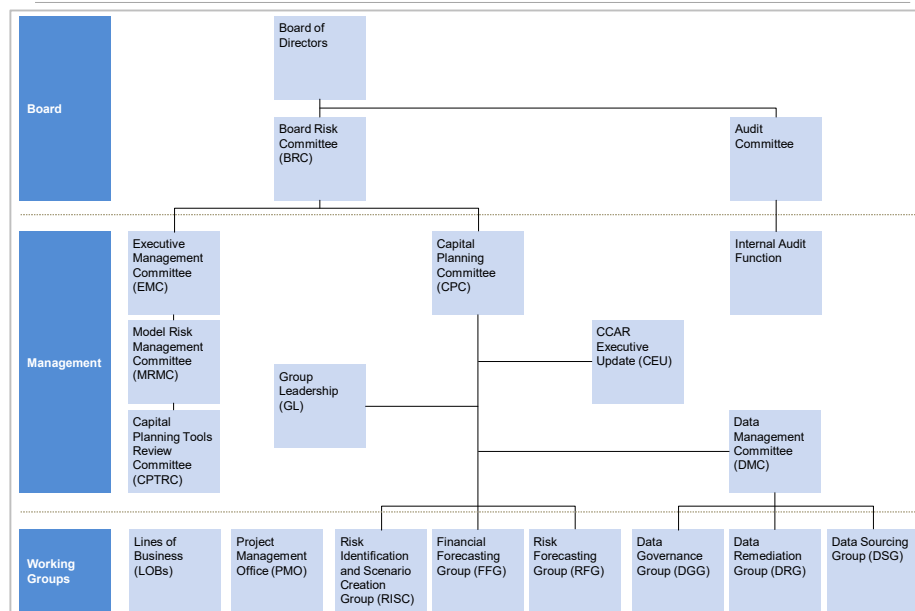 Board of
Directors
Board
Board Risk
Committee
(BRC)
Audit
Committee
Management
Executive
Management
Committee
(EMC)
Capital
Planning
Committee
(CPC)
Internal Audit
Function
Model Risk
Management
Committee
(MRMC)
CCAR
Executive
Update (CEU)
Group
Leadership
(GL)
Capital
Planning Tools
Review
Committee
(CPTRC)
Data
Management
Committee
(DMC)
Working
Groups
Lines of
Business
(LOBs)
Project
Management
Office (PMO)
Risk
Identification
and Scenario
Creation
Group (RISC)
Financial
Forecasting
Group (FFG)
Risk
Forecasting
Group (RFG)
Data
Governance
Group (DGG)
Data
Remediation
Group (DRG)
Data Sourcing
Group (DSG)